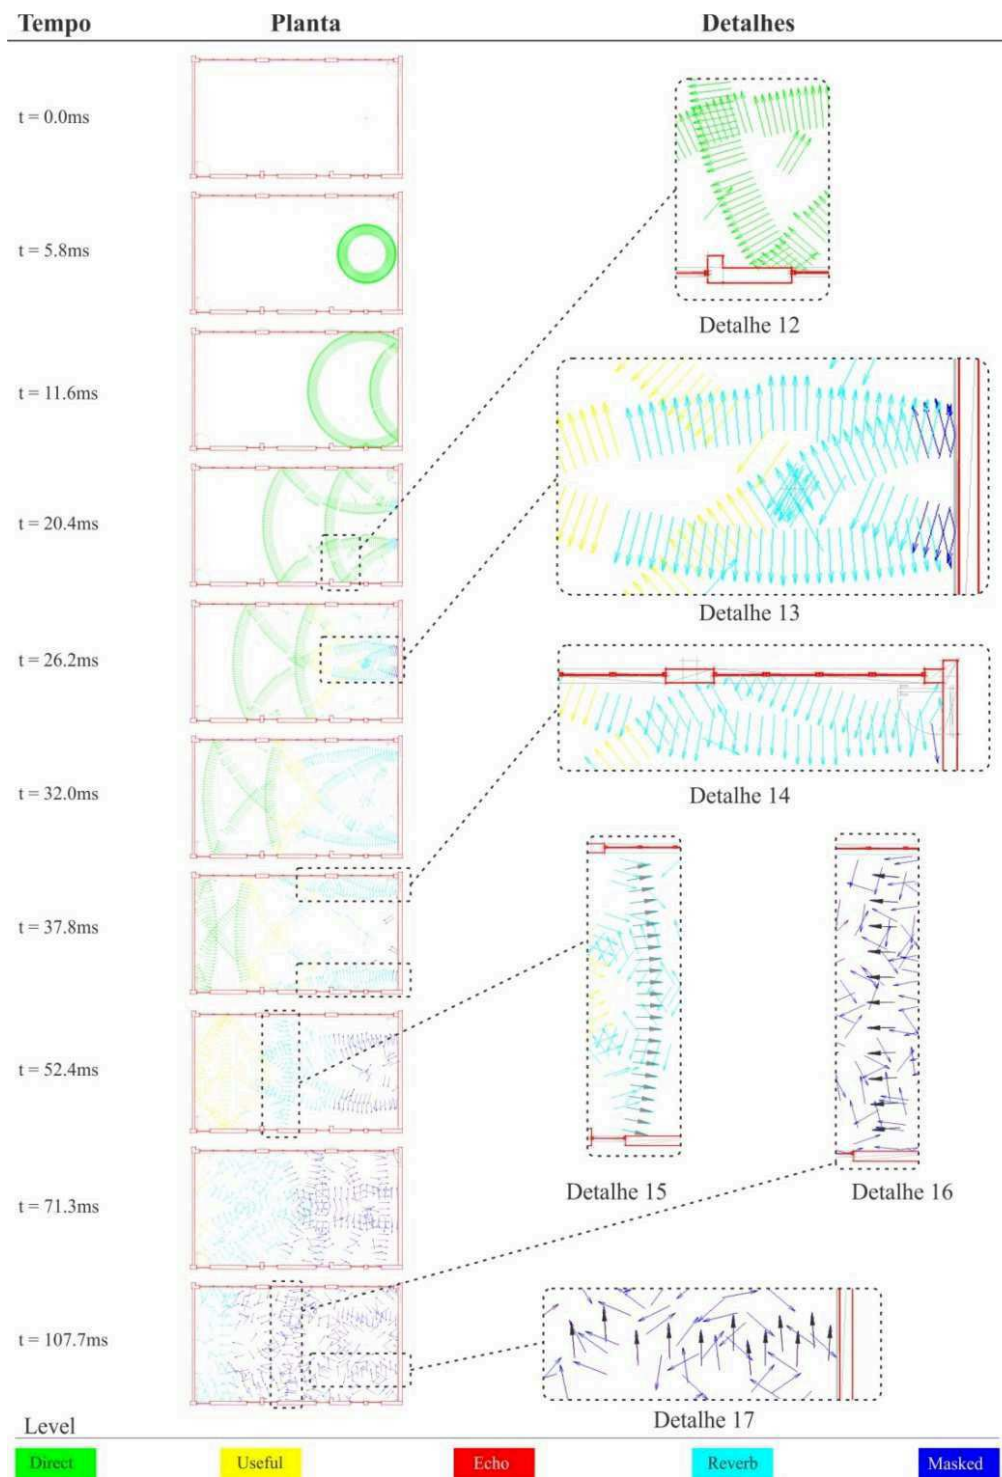 Tempo Planta Detalhes
t = 0.0ms
t = 5.8ms
Detalhe 12
t = 11.6ms
t = 20.4ms
Detalhe 13
t = 26.2ms
t = 32.0ms
Detalhe 14
t = 37.8ms
t = 52.4ms
Detalhe 15 Detalhe 16
t = 71.3ms
t = 107.7ms
Detalhe 17
Level
Direct Useful Echo Reverb Masked